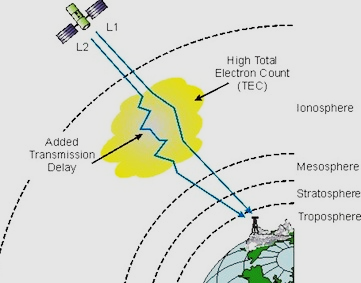 L1
L2
High Total
Electron Count
(TEC)
Ionosphere
Added
Transmission
Delay
Mesosphere
Stratosphere
Troposphere